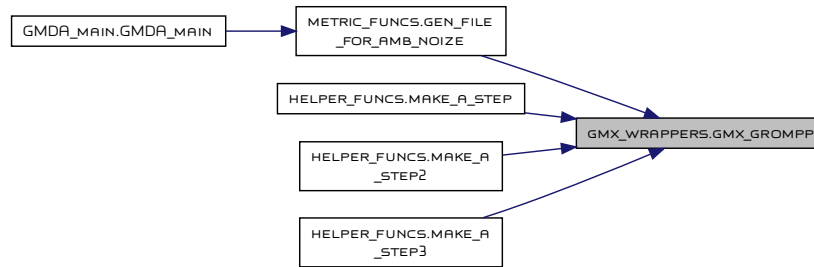 GMDA_MAIN.GMDA_MAIN
METRIC_FUNCS.GEN_FILE
_FOR_AMB_NOIZE
HELPER_FUNCS.MAKE_A_STEP
GMX_WRAPPERS.GMX_GROMPP
HELPER_FUNCS.MAKE_A
_STEP2
HELPER_FUNCS.MAKE_A
_STEP3